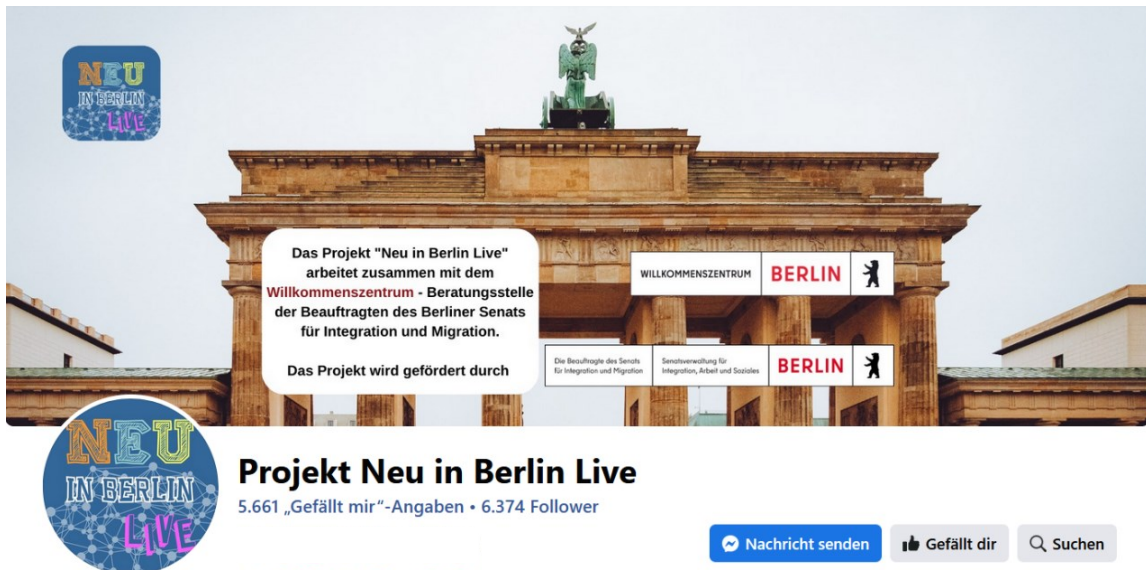 NEU
IN BERLIN
LIVE
Das Projekt "Neu in Berlin Live"
arbeitet zusammen mit dem
Willkommenszentrum - Beratungsstelle
der Beauftragten des Berliner Senats
für Integration und Migration.
Das Projekt wird gefördert durch
WILLKOMMENSZENTRUM BERLIN
Die Beauftragte des Senats
für Integration und Migration
Senatsverwaltung für
Integration, Arbeit und Soziales
BERLIN
NEU
IN BERLIN
LIVE
Projekt Neu in Berlin Live
5.661 „Gefällt mir“-Angaben • 6.374 Follower
Nachricht senden
Gefällt dir
Suchen